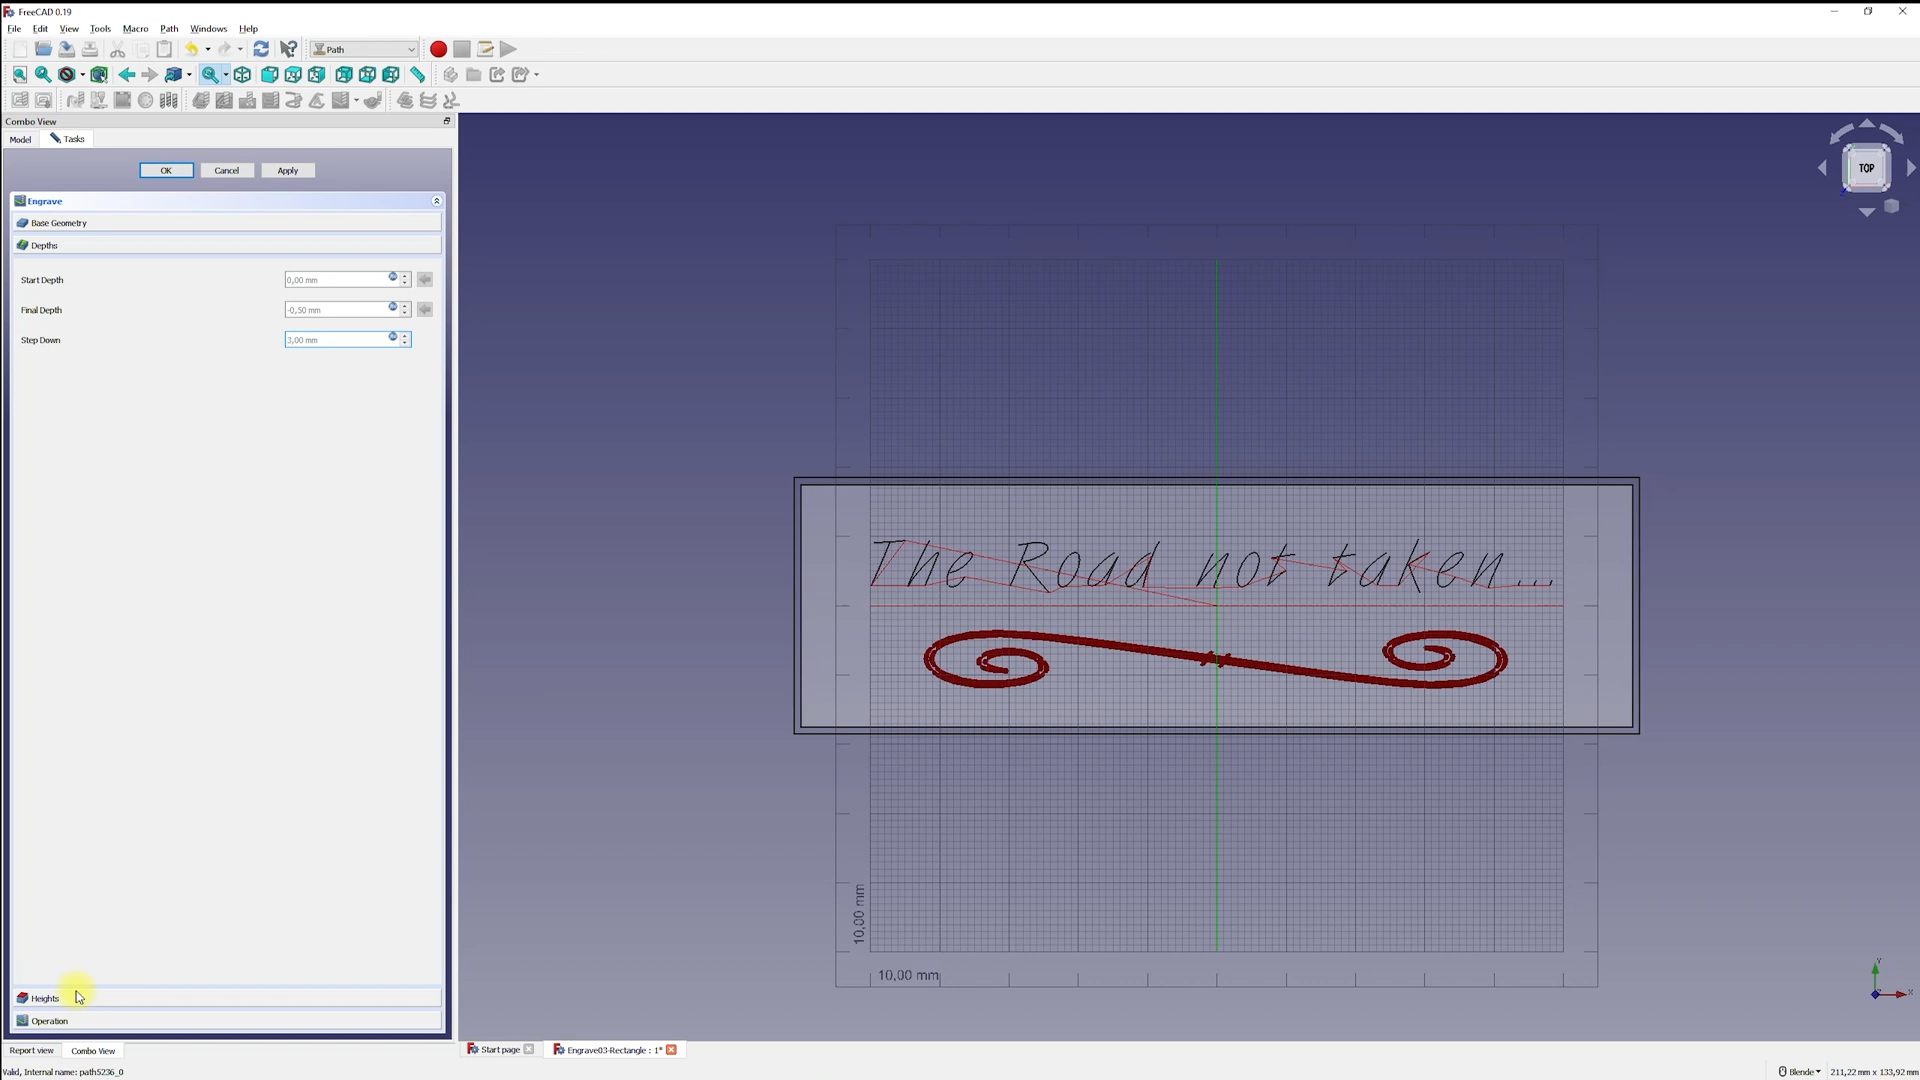 FreeCAD 0.19
File Edit View Tools Macro Path Windows Help
Path
Combo View
Model Tasks
OK Cancel Apply
Engrave
Base Geometry
Depths
Start Depth 0,00 mm
Final Depth -0,50 mm
Step Down 3,00 mm
Heights
Operation
TOP
The Road not taken...
10,00 mm
10,00 mm
Y
X
Report view Combo View
Start page Engrave03-Rectangle : 1*
Valid, Internal name: path5236_0
Blende 211,22 mm x 133,92 mm